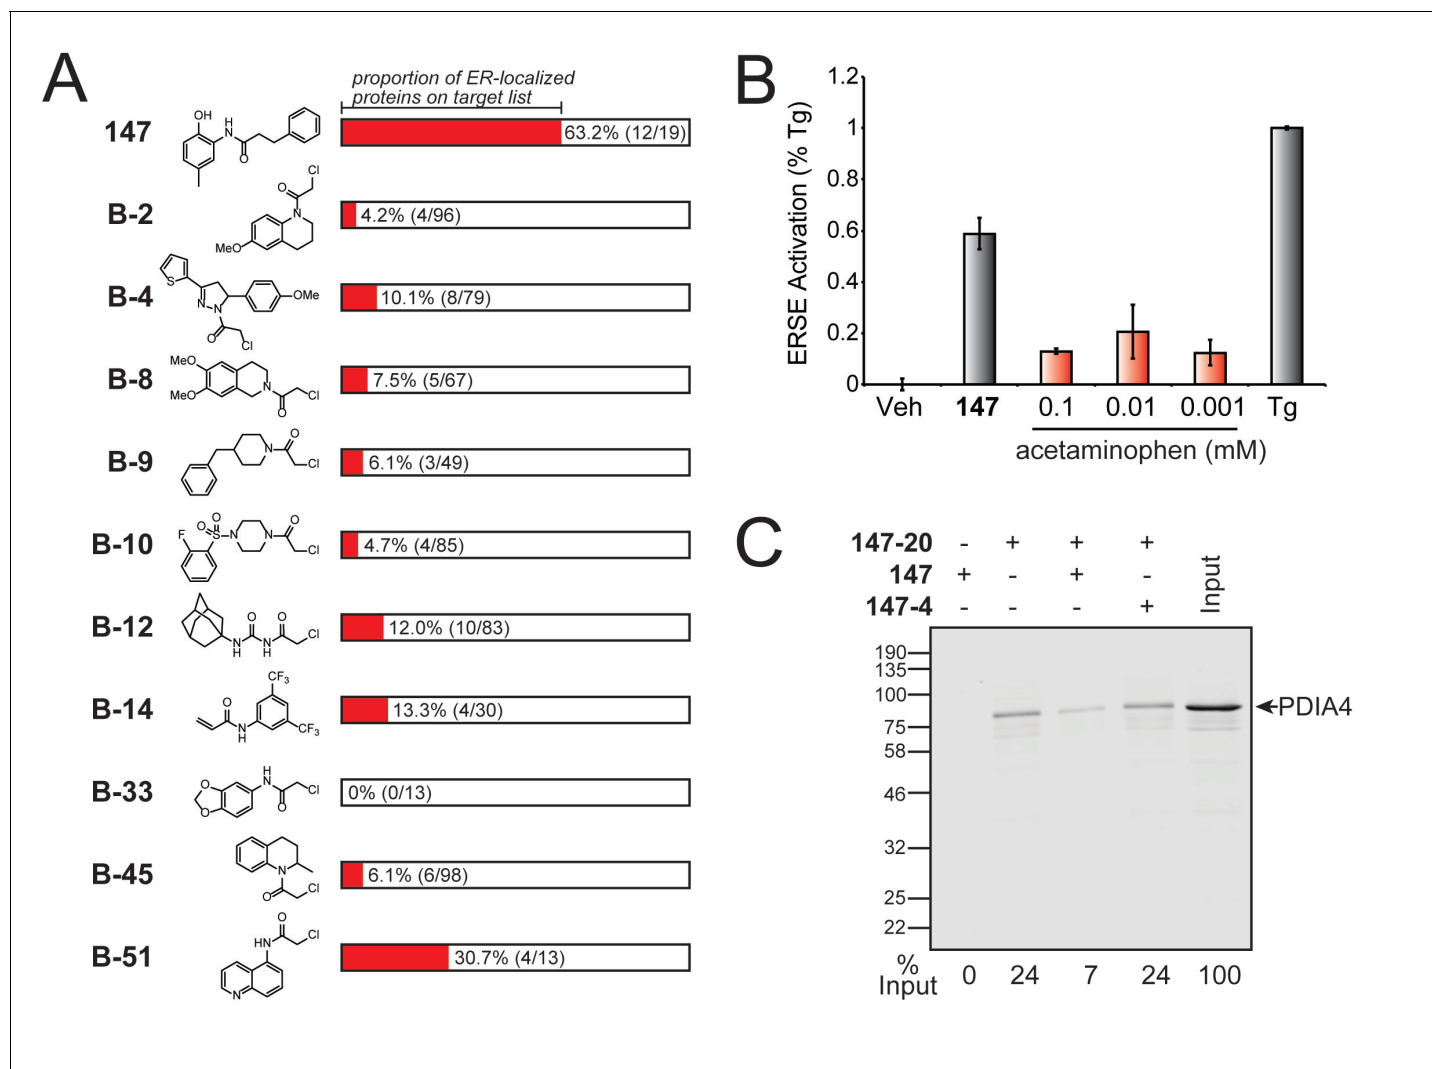 A
proportion of ER-localized
proteins on target list
147
OH
H
N
O
63.2% (12/19)
B-2
Cl
O
N
MeO
4.2% (4/96)
B-4
S
N
N
OMe
O
Cl
10.1% (8/79)
B-8
MeO
MeO
N
O
Cl
7.5% (5/67)
B-9
O
N
Cl
6.1% (3/49)
B-10
F
O
O
S
N
N
O
Cl
4.7% (4/85)
B-12
O
O
N
H
N
H
Cl
12.0% (10/83)
B-14
CF3
O
N
H
CF3
13.3% (4/30)
B-33
O
O
H
N
O
Cl
0% (0/13)
B-45
N
O
Cl
6.1% (6/98)
B-51
O
HN
Cl
N
30.7% (4/13)
B
ERSE Activation (% Tg)
1.2
1
0.8
0.6
0.4
0.2
0
Veh 147 0.1 0.01 0.001 Tg
acetaminophen (mM)
C
147-20 - + + +
147 + - + -
147-4 - - - +
Input
190
135
100
75
58
46
32
25
22
PDIA4
%
Input 0 24 7 24 100